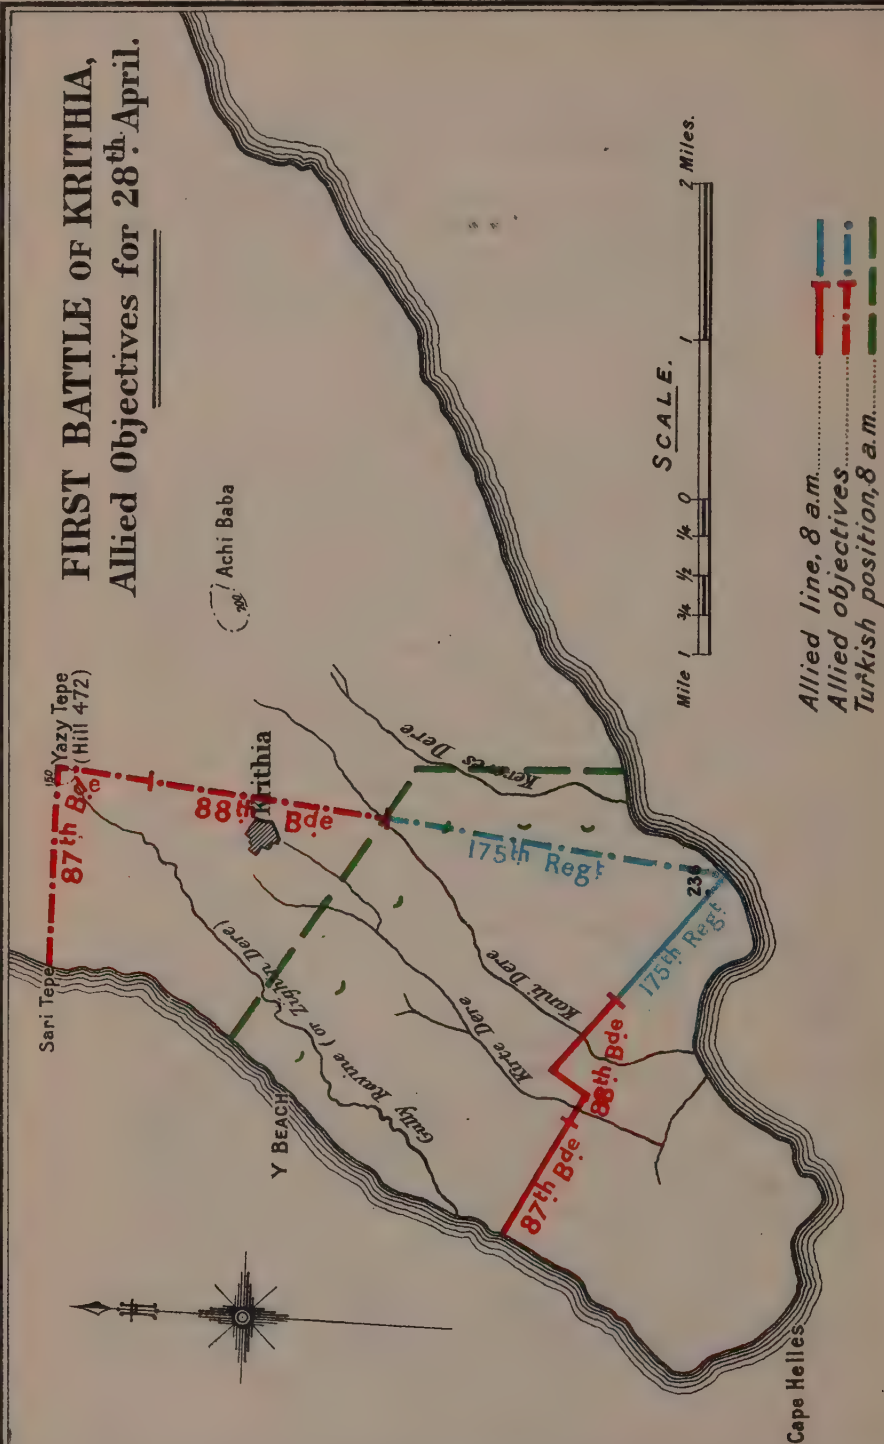 FIRST BATTLE OF KRITHIA,
Allied Objectives for 28th April.
Sari Tepe
87th Bde
150
Yazy Tepe
(Hill 472)
88th Bde
Krithia
700
Achi Baba
Gully Ravine (or Zighin Dere)
Y BEACH
Kirte Dere
Kanli Dere
Kereves Dere
175th Regt
236
175th Regt
88th Bde
87th Bde
Cape Helles
SCALE.
Mile 1 ¾ ½ ¼ 0 1 2 Miles.
Allied line, 8 a.m.
Allied objectives
Turkish position, 8 a.m.